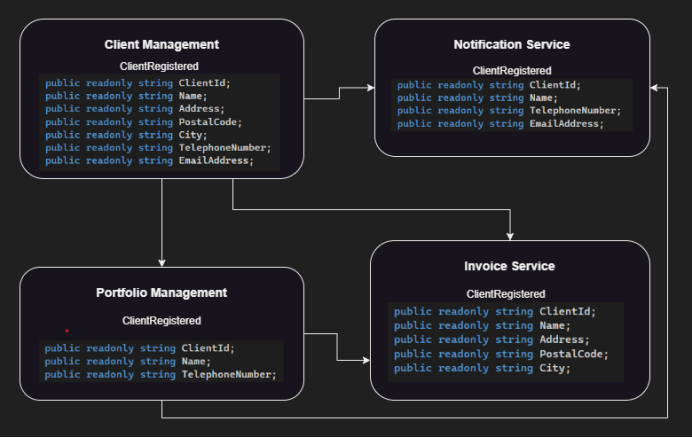 Client Management
ClientRegistered
public readonly string ClientId;
public readonly string Name;
public readonly string Address;
public readonly string PostalCode;
public readonly string City;
public readonly string TelephoneNumber;
public readonly string EmailAddress;
Notification Service
ClientRegistered
public readonly string ClientId;
public readonly string Name;
public readonly string TelephoneNumber;
public readonly string EmailAddress;
Portfolio Management
ClientRegistered
public readonly string ClientId;
public readonly string Name;
public readonly string TelephoneNumber;
Invoice Service
ClientRegistered
public readonly string ClientId;
public readonly string Name;
public readonly string Address;
public readonly string PostalCode;
public readonly string City;